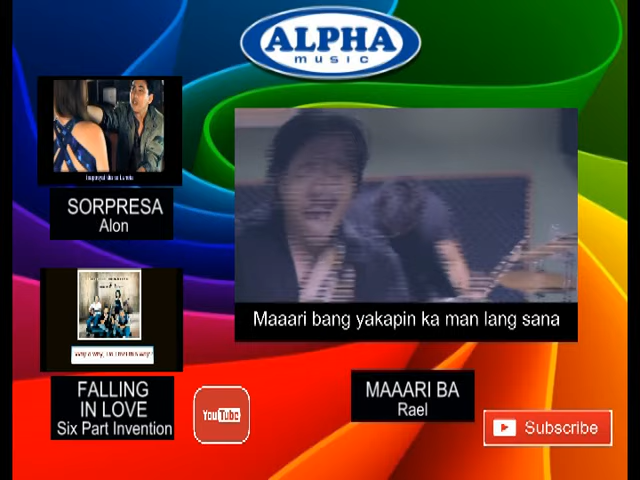 ALPHA
music
SORPRESA
Alon
Maaari bang yakapin ka man lang sana
FALLING
IN LOVE
Six Part Invention
YouTube
MAAARI BA
Rael
Subscribe